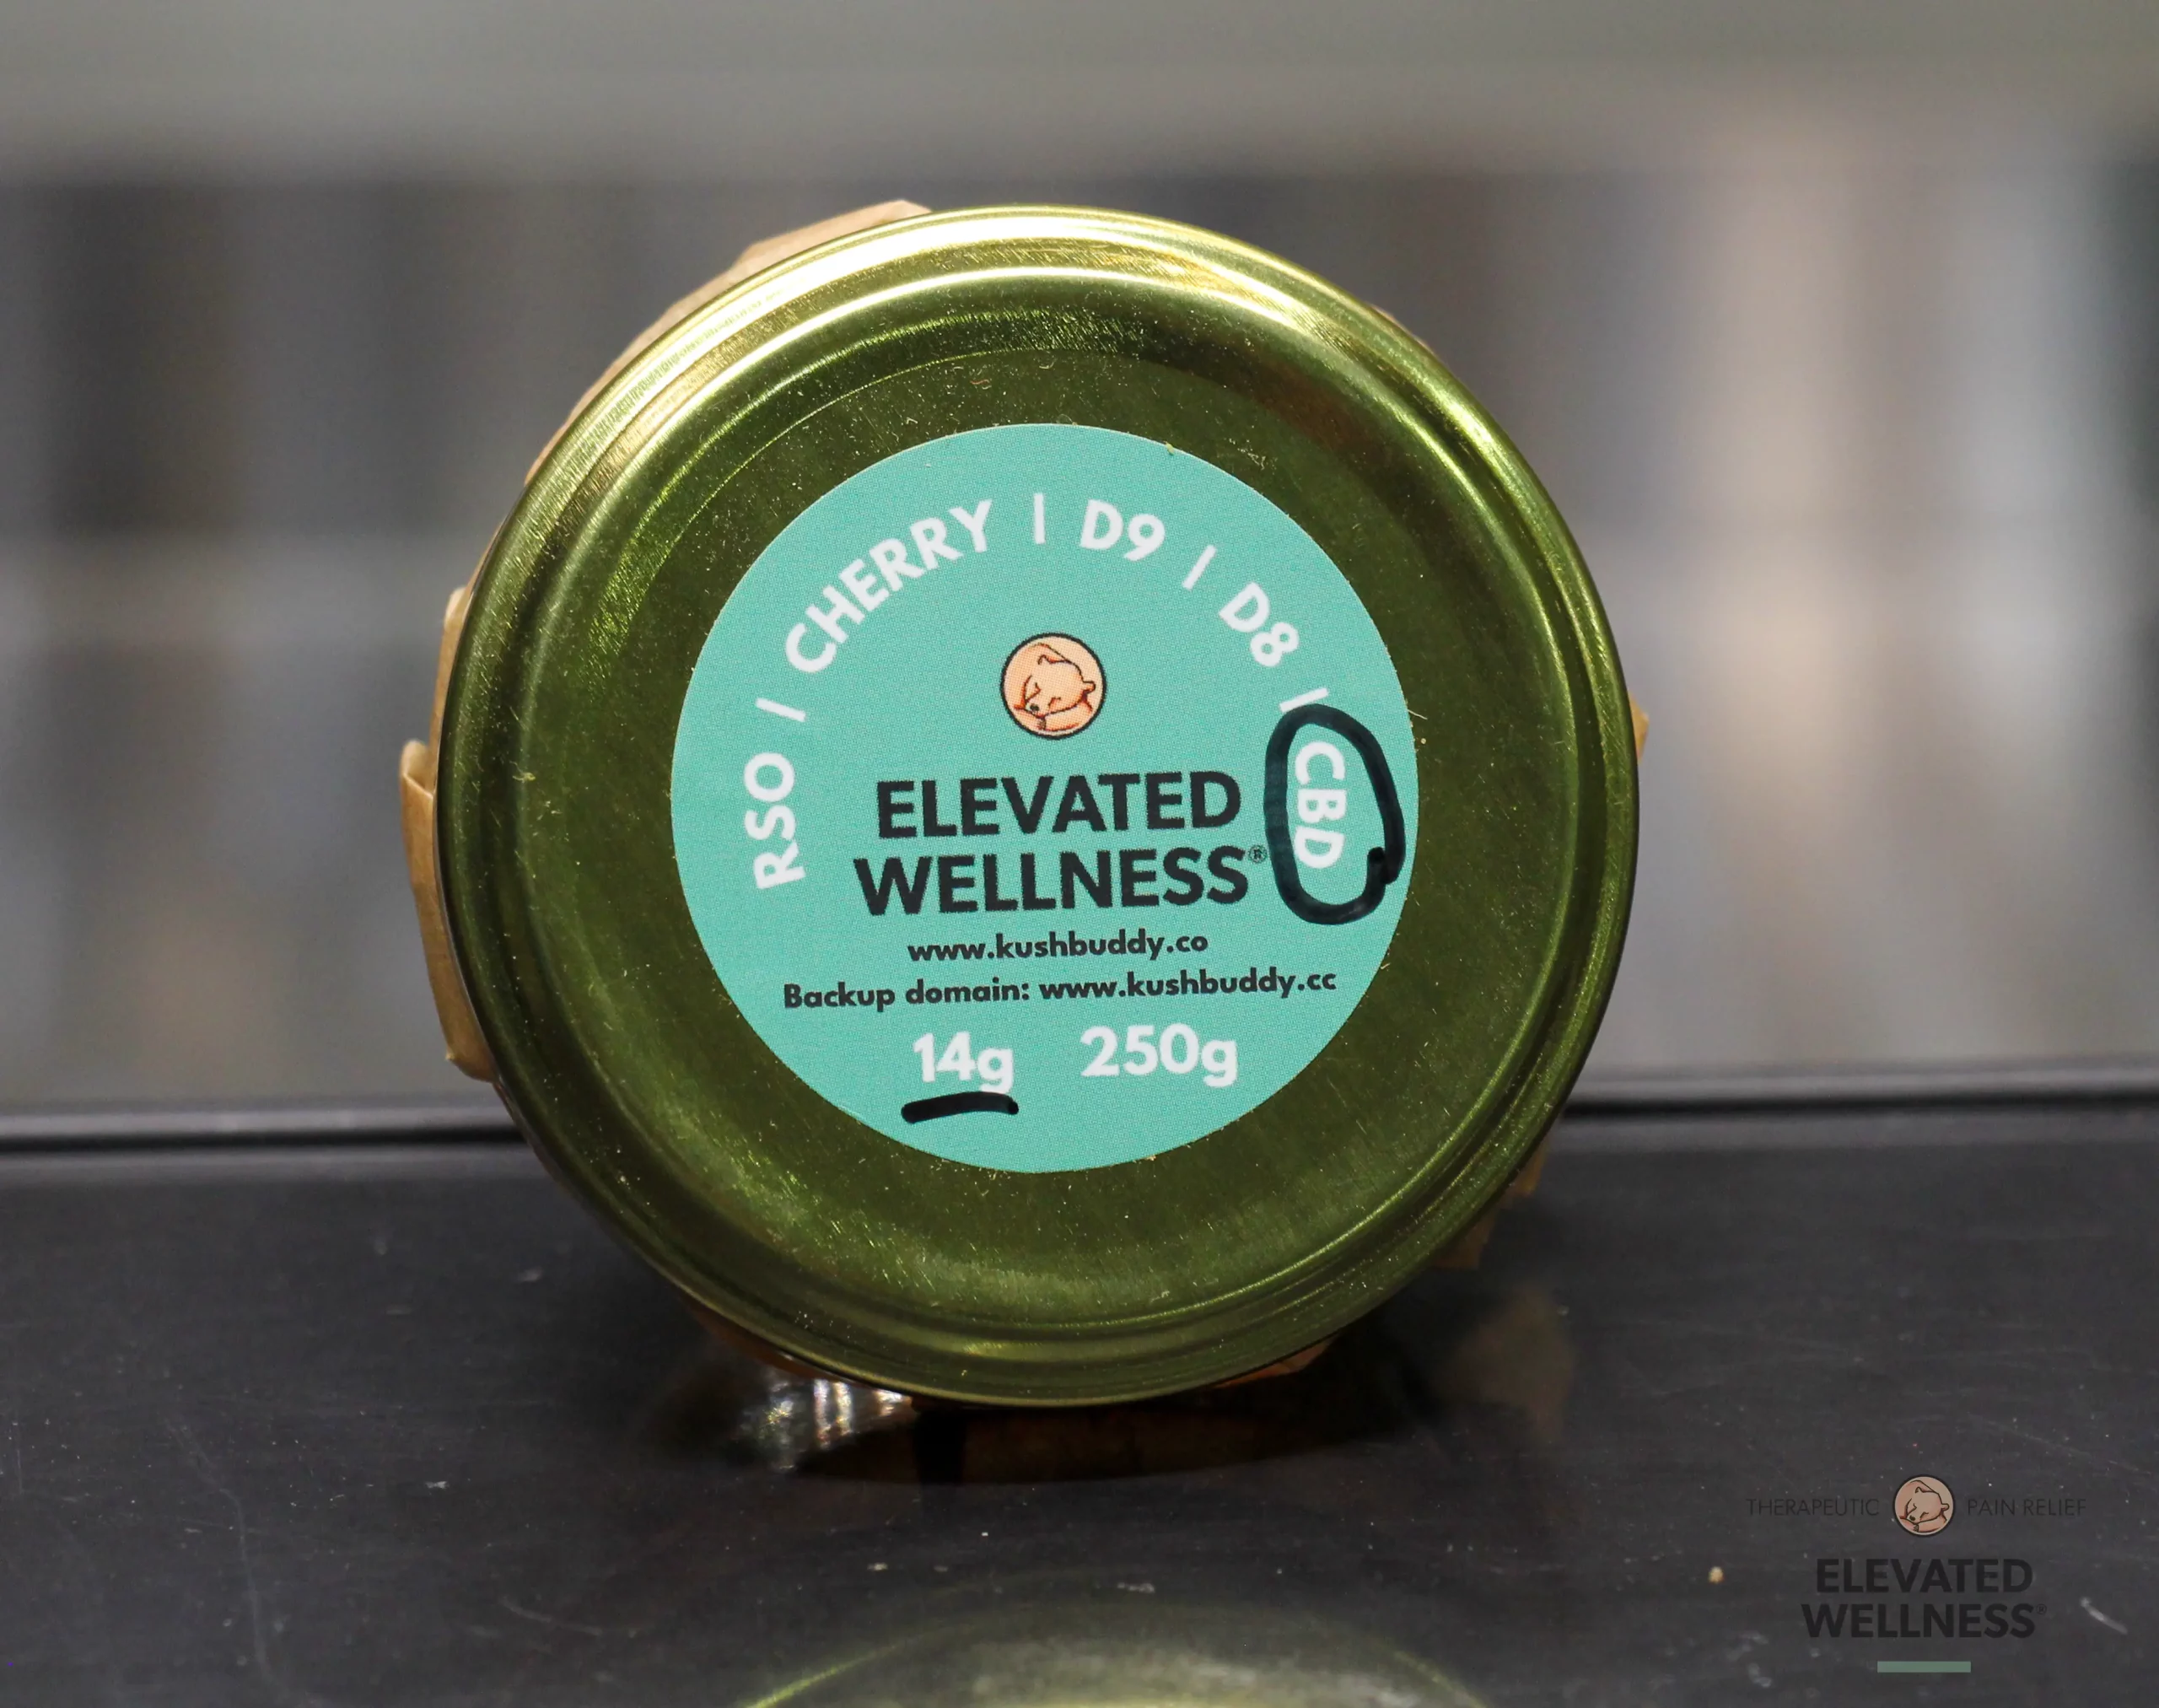 RSO | CHERRY | D9 | D8 | CBD
ELEVATED
WELLNESS®
www.kushbuddy.co
Backup domain: www.kushbuddy.cc
14g 250g
THERAPEUTIC PAIN RELIEF
ELEVATED
WELLNESS®